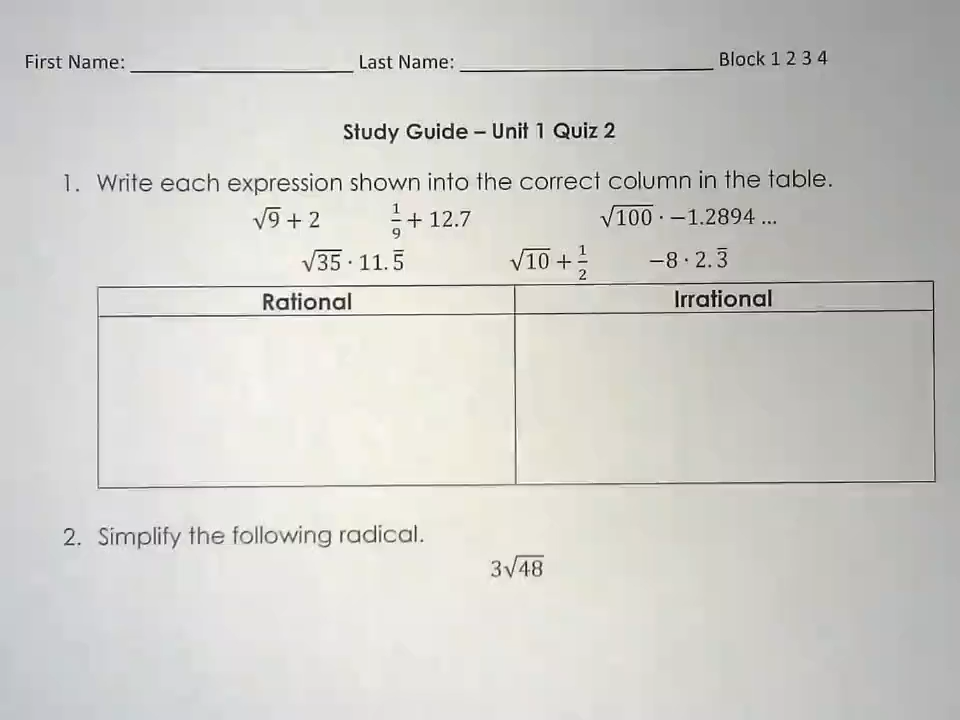 First Name: ____________________ Last Name: ____________________ Block 1 2 3 4
Study Guide – Unit 1 Quiz 2
1. Write each expression shown into the correct column in the table.
√9 + 2 1/9 + 12.7 √100 · −1.2894 ...
√35 · 11.5̅ √10 + 1/2 −8 · 2.3̅
Rational Irrational
2. Simplify the following radical.
3√48